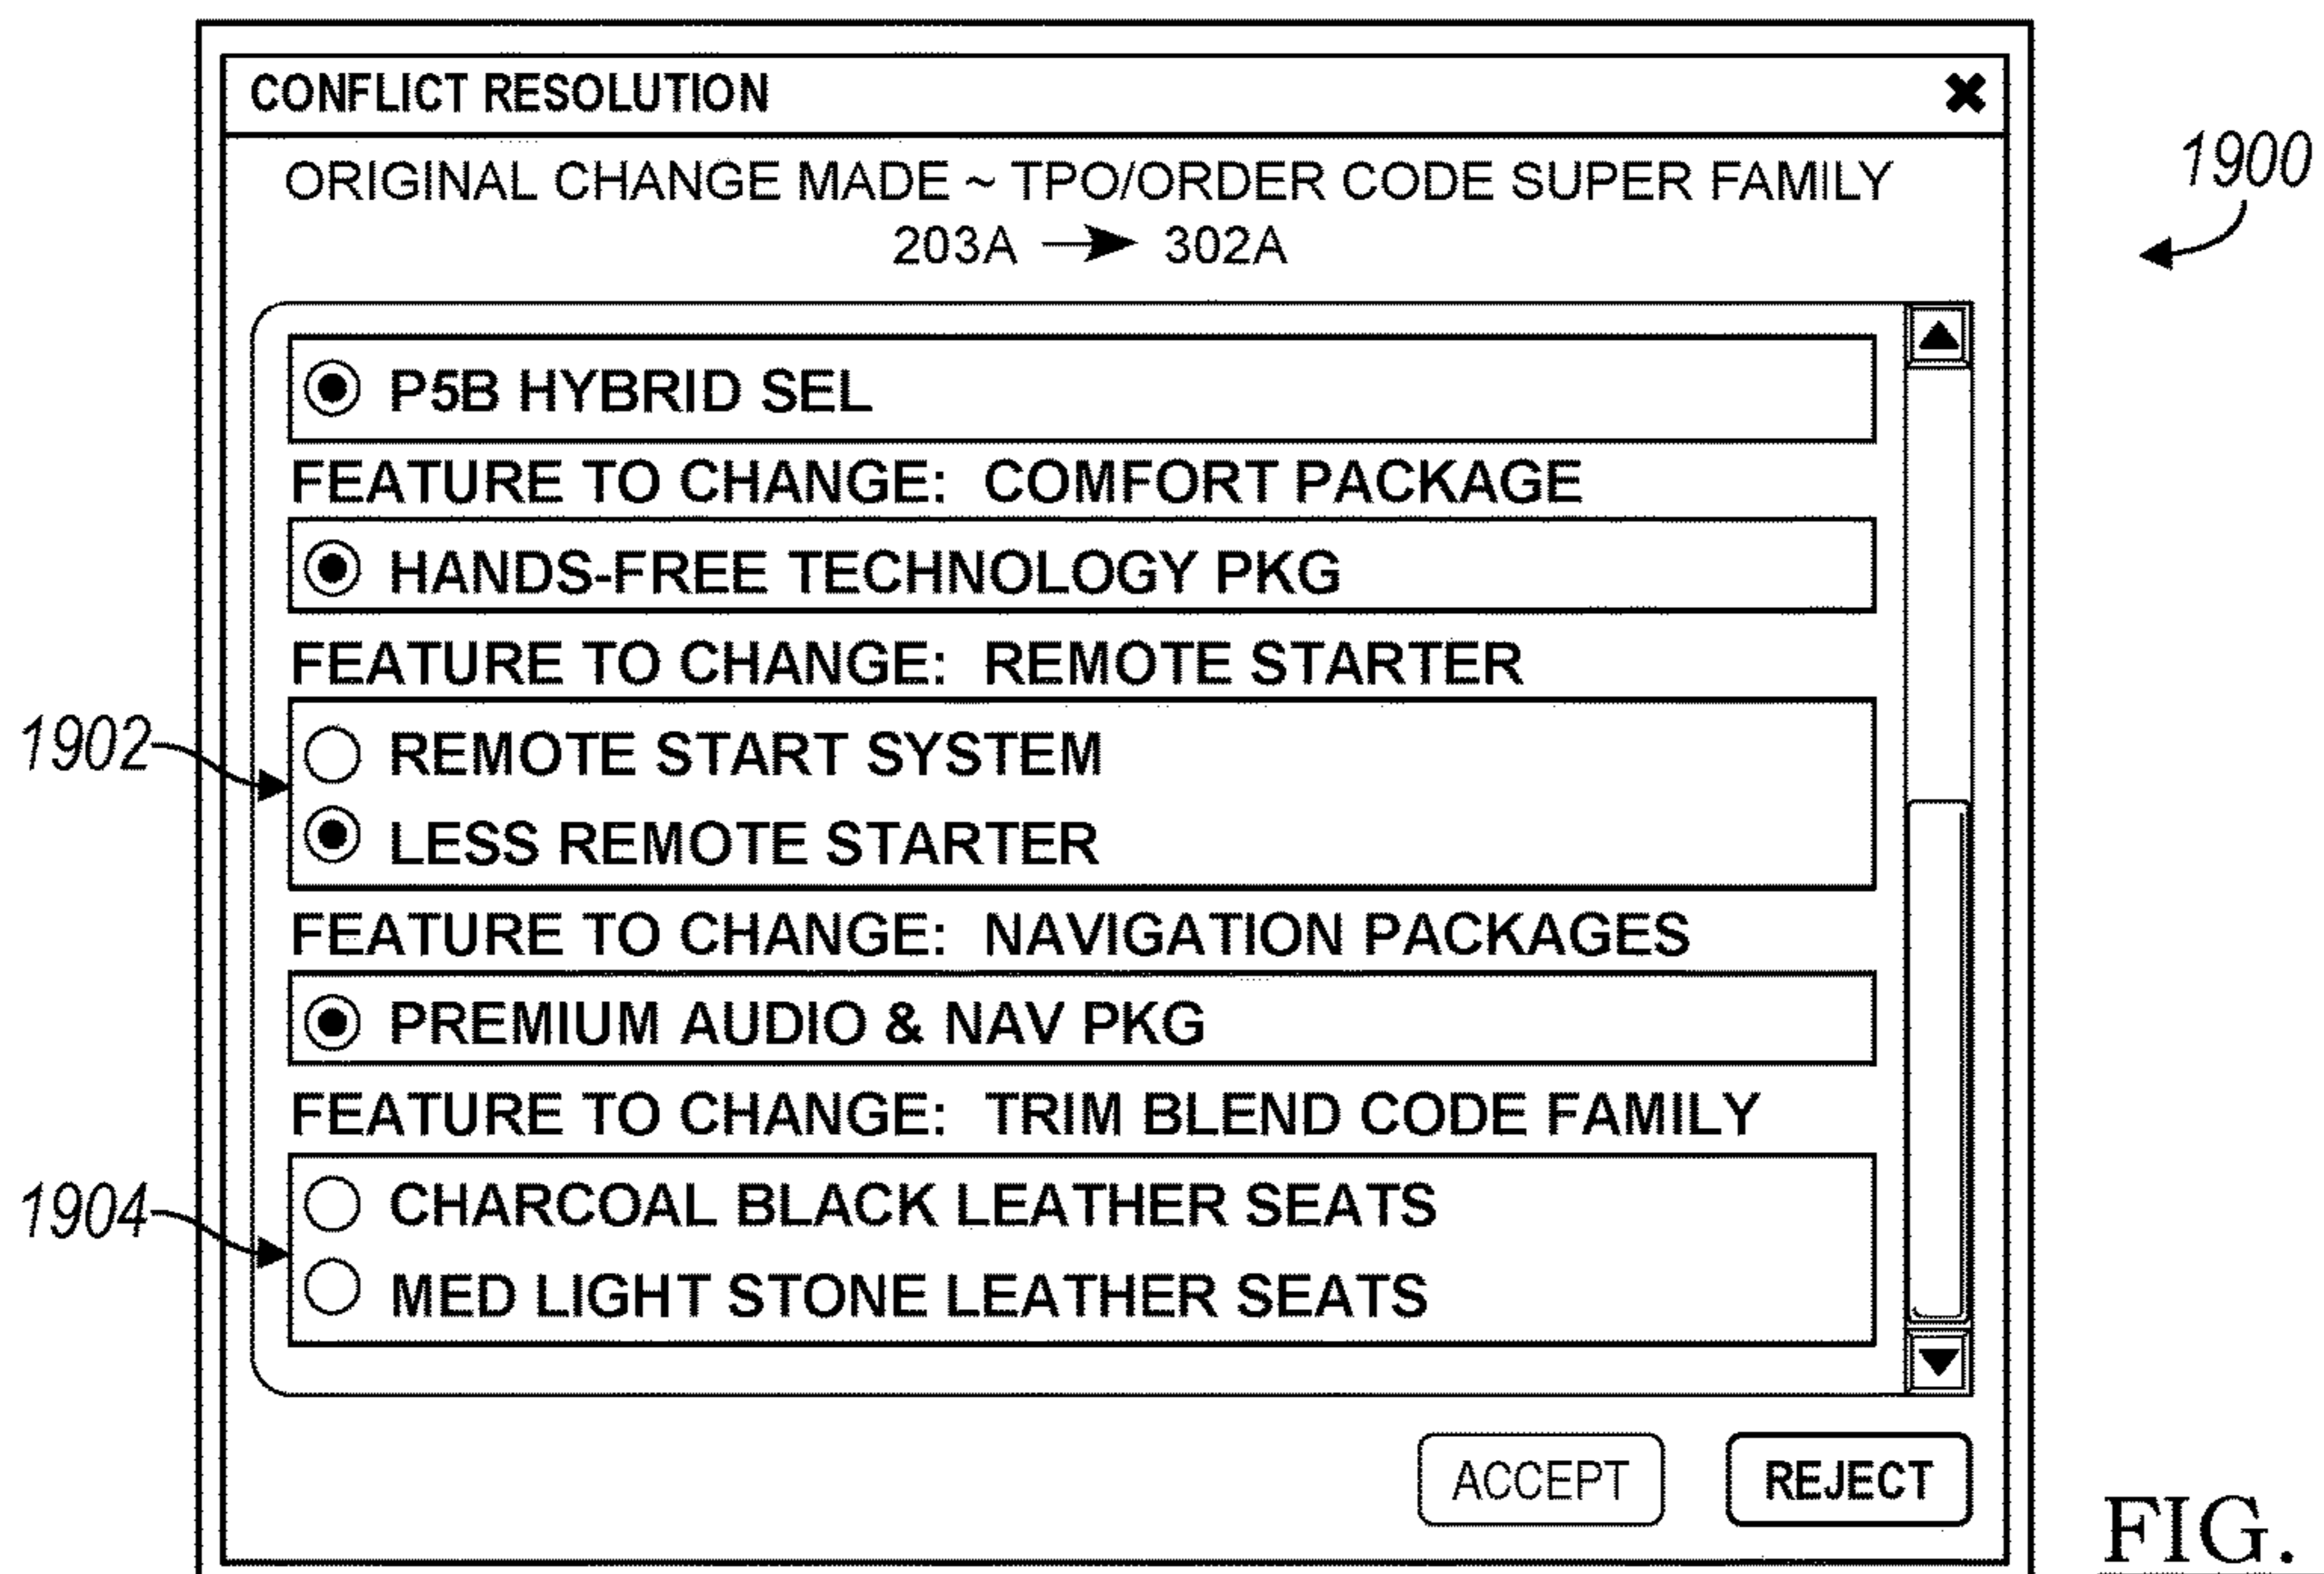 CONFLICT RESOLUTION
ORIGINAL CHANGE MADE ~ TPO/ORDER CODE SUPER FAMILY
203A → 302A
1900
P5B HYBRID SEL
FEATURE TO CHANGE: COMFORT PACKAGE
HANDS-FREE TECHNOLOGY PKG
FEATURE TO CHANGE: REMOTE STARTER
1902
REMOTE START SYSTEM
LESS REMOTE STARTER
FEATURE TO CHANGE: NAVIGATION PACKAGES
PREMIUM AUDIO & NAV PKG
FEATURE TO CHANGE: TRIM BLEND CODE FAMILY
1904
CHARCOAL BLACK LEATHER SEATS
MED LIGHT STONE LEATHER SEATS
ACCEPT REJECT
FIG.